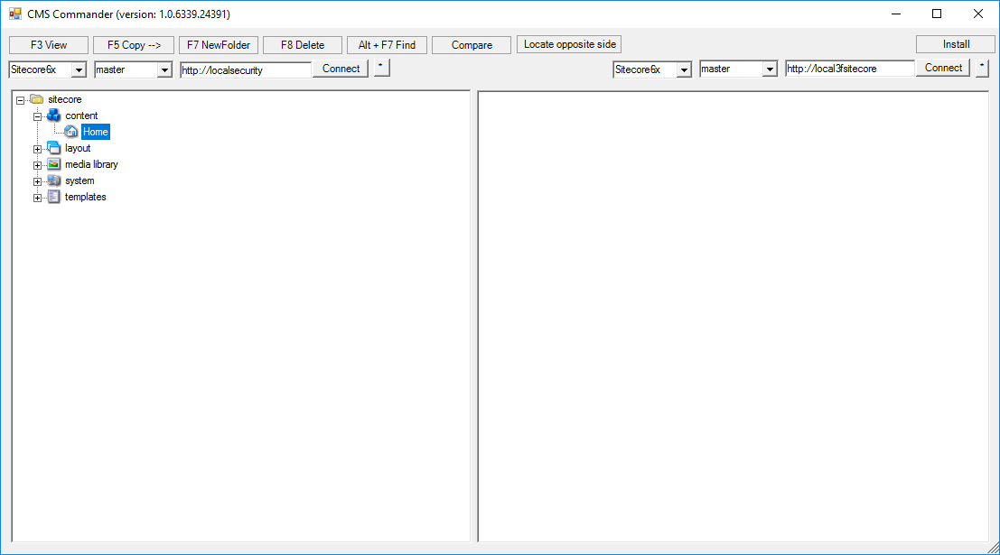 CMS Commander (version: 1.0.6339.24391)
F3 View F5 Copy --> F7 NewFolder F8 Delete Alt + F7 Find Compare Locate opposite side Install
Sitecore6x master http://localsecurity Connect * Sitecore6x master http://local3fsitecore Connect *
sitecore
content
Home
layout
media library
system
templates